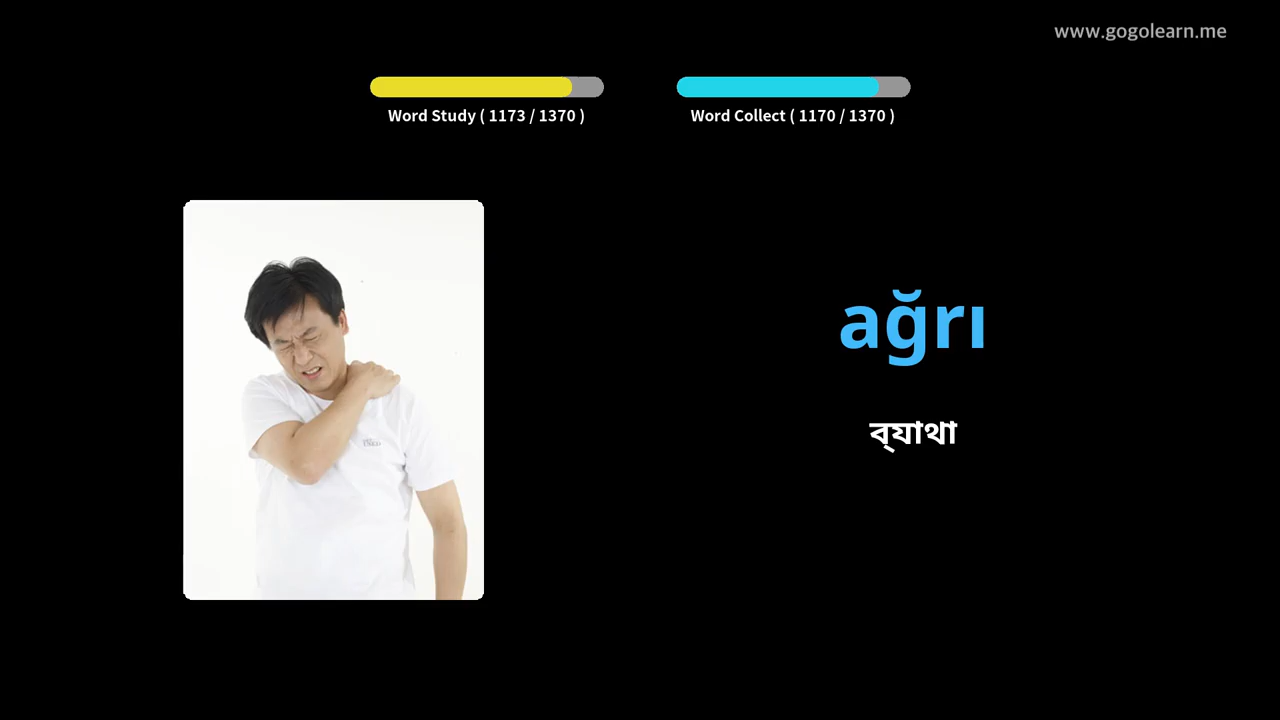 www.gogolearn.me
Word Study ( 1173 / 1370 )
Word Collect ( 1170 / 1370 )
ağrı
ব্যাথা